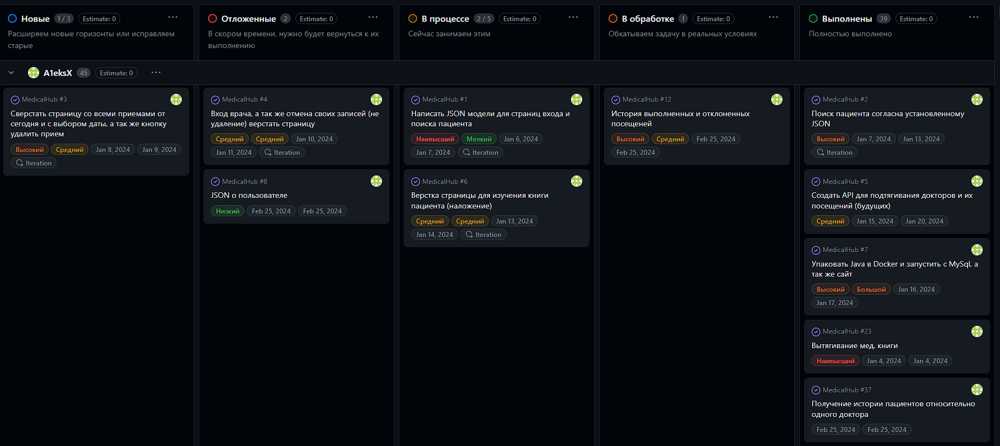 Новые 1 / 3 Estimate: 0
Расширяем новые горизонты или исправляем
старые
Отложенные 2 Estimate: 0
В скором времени, нужно будет вернуться к их
выполнению
В процессе 2 / 5 Estimate: 0
Сейчас занимаем этим
В обработке 1 Estimate: 0
Обкатываем задачу в реальных условиях
Выполнены 39 Estimate: 0
Полностью выполнено
A1eksX 45 Estimate: 0
MedicalHub #3
Сверстать страницу со всеми приемами от
сегодня и с выбором даты, а так же кнопку
удалить прием
Высокий Средний Jan 8, 2024 Jan 9, 2024
Iteration
MedicalHub #4
Вход врача, а так же отмена своих записей (не
удаление) верстать страницу
Средний Средний Jan 10, 2024
Jan 11, 2024 Iteration
MedicalHub #8
JSON о пользователе
Низкий Feb 25, 2024 Feb 25, 2024
MedicalHub #1
Написать JSON модели для страниц входа и
поиска пациента
Наивысший Мелкий Jan 6, 2024
Jan 7, 2024 Iteration
MedicalHub #6
Верстка страницы для изучения книги
пациента (наложение)
Средний Средний Jan 13, 2024
Jan 14, 2024 Iteration
MedicalHub #12
История выполненных и отклоненных
посещеней
Высокий Средний Feb 25, 2024
Feb 25, 2024
MedicalHub #2
Поиск пациента согласна установленному
JSON
Высокий Jan 7, 2024 Jan 13, 2024
Iteration
MedicalHub #5
Создать API для подтягивания докторов и их
посещений (будущих)
Средний Jan 15, 2024 Jan 20, 2024
MedicalHub #7
Упаковать Java в Docker и запустить с MySql, а
так же сайт
Высокий Большой Jan 16, 2024
Jan 17, 2024
MedicalHub #23
Вытягивание мед. книги
Наивысший Jan 4, 2024 Jan 4, 2024
MedicalHub #37
Получение истории пациентов относительно
одного доктора
Feb 25, 2024 Feb 25, 2024